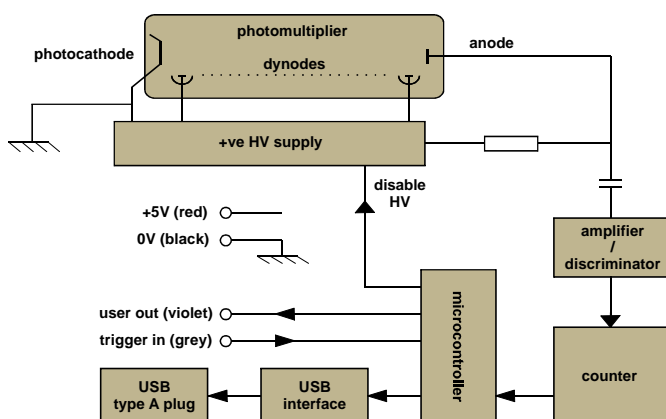 photomultiplier
photocathode
dynodes
anode
+ve HV supply
disable
HV
+5V (red)
0V (black)
amplifier
/
discriminator
microcontroller
user out (violet)
trigger in (grey)
USB
type A plug
USB
interface
counter